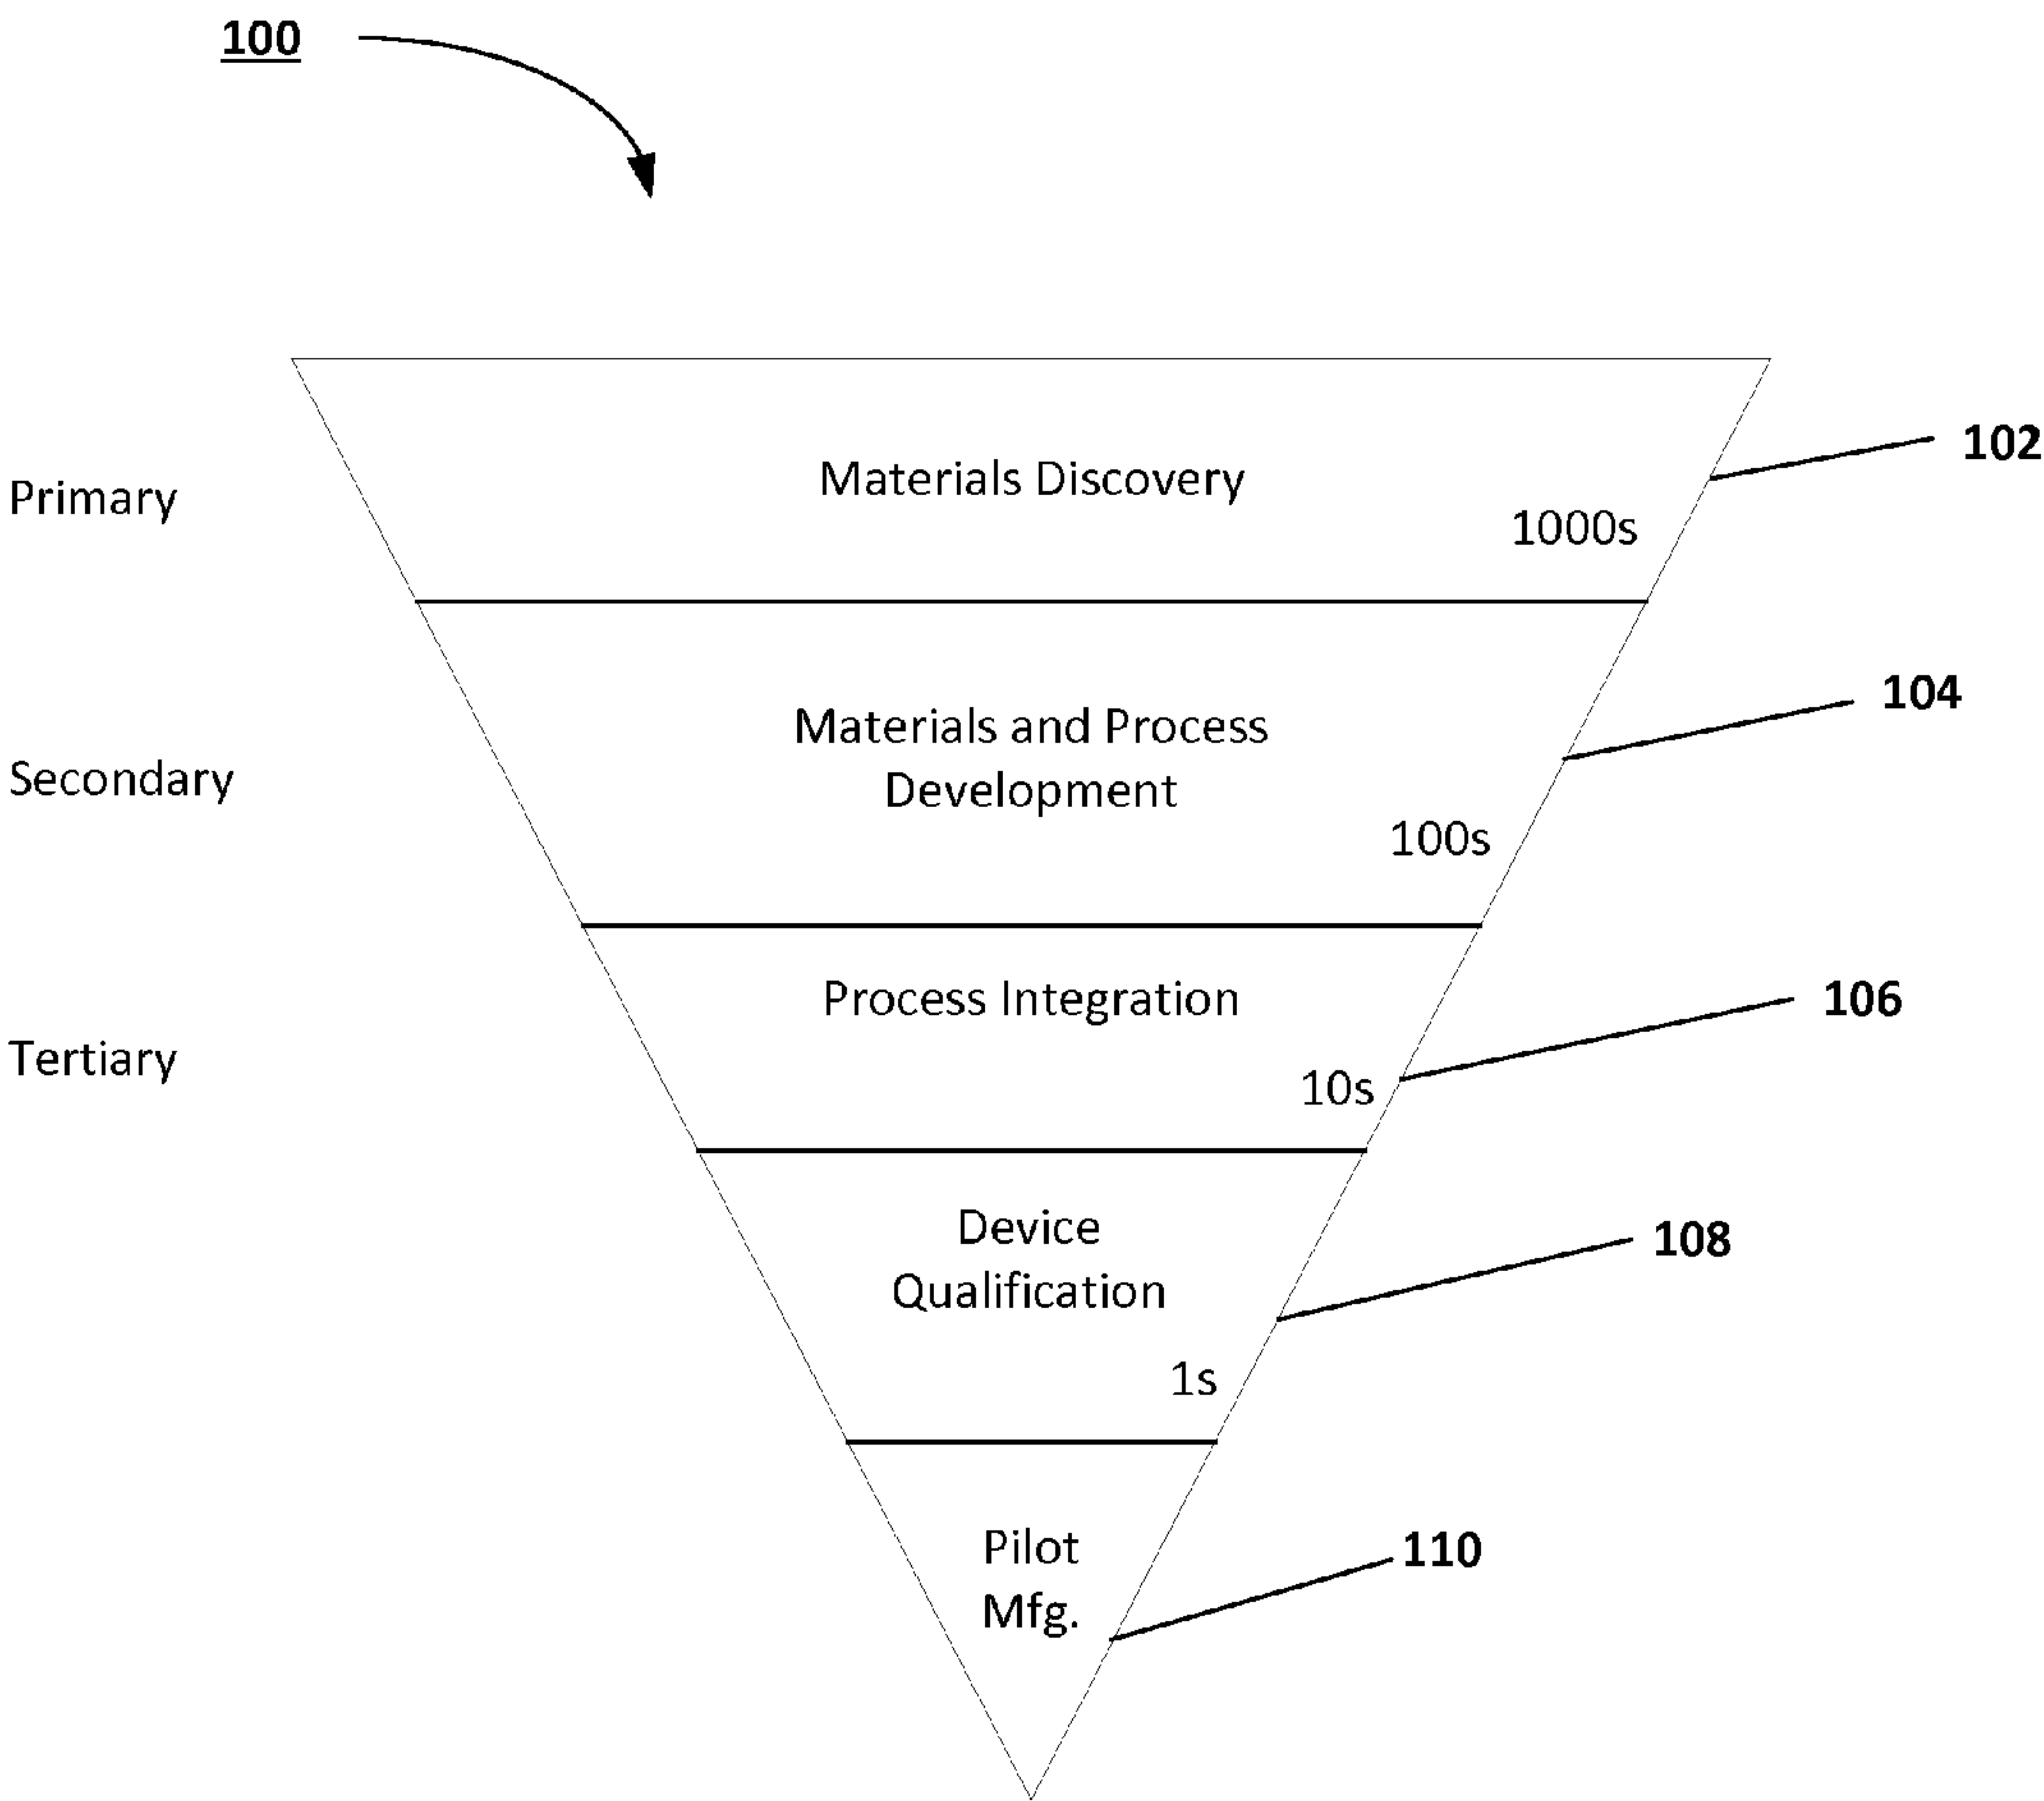 100
102
Materials Discovery
Primary
1000s
104
Materials and Process
Secondary
Development
100s
106
Process Integration
Tertiary
10s
108
Device
Qualification
1s
110
Pilot
Mfg.